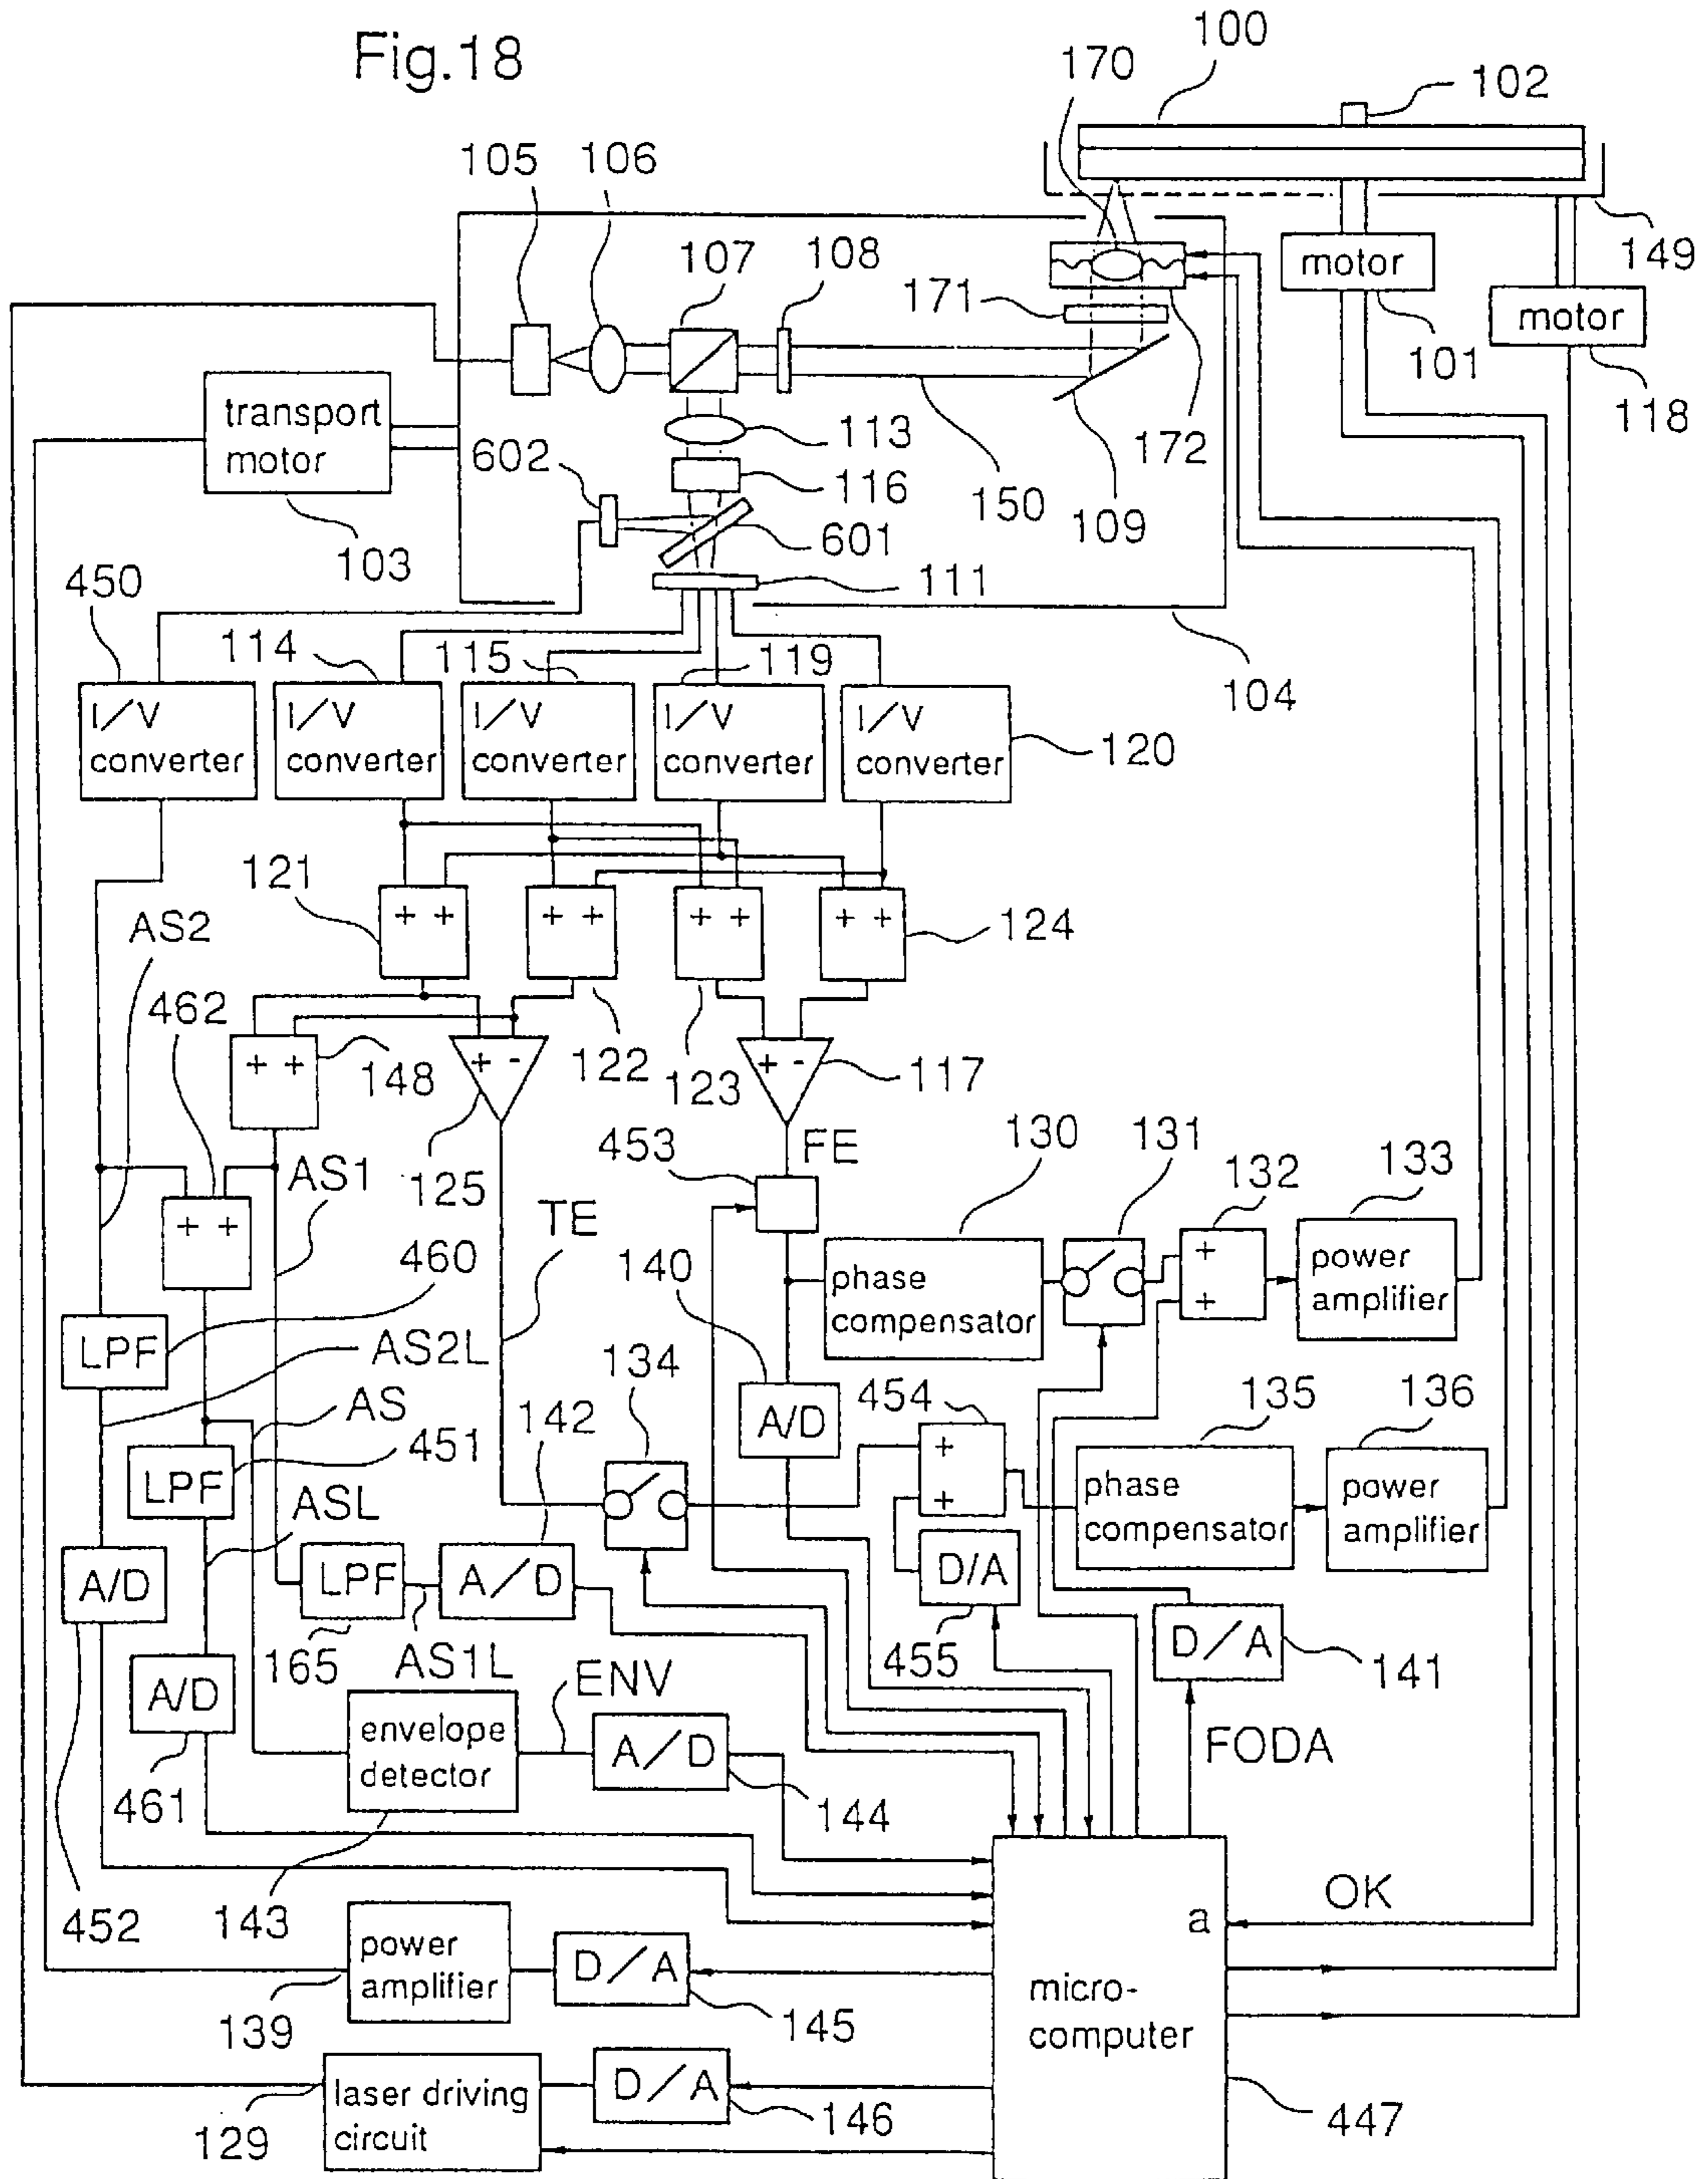 Fig.18
100
170
102
105 106
107 108
149
motor
171
motor
101
118
172
transport
motor
113
602
116
150
109
601
103
111
450
114
115
119
104
I/V
converter
I/V
converter
I/V
converter
I/V
converter
I/V
converter
120
121
+ +
+ +
+ +
+ +
124
AS2
462
+ +
148
+ -
122
123
+ -
117
125
453
FE
130
131
132
133
AS1
+ +
TE
460
140
phase
compensator
+
+
power
amplifier
LPF
AS2L
134
AS
142
454
135
136
A/D
451
LPF
+
+
phase
compensator
power
amplifier
ASL
A/D
LPF
A/D
D/A
165
AS1L
455
D/A
141
A/D
ENV
envelope
detector
A/D
FODA
461
144
452
143
OK
a
power
amplifier
D/A
micro-
computer
139
145
laser driving
circuit
D/A
129
146
447